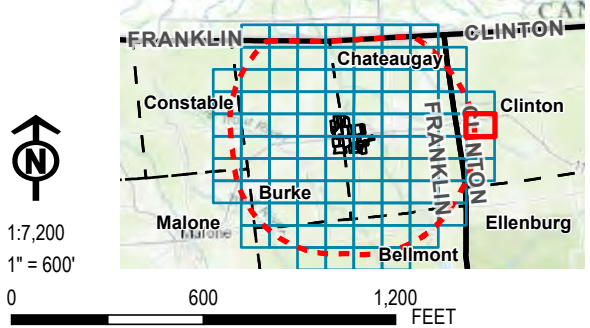 CAN
FRANKLIN
CLINTON
Chateaugay
Constable
Clinton
FRANKLIN
CLINTON
Burke
Malone
Malone
Ellenburg
Bellmont
N
1:7,200
1" = 600'
0 600 1,200
FEET